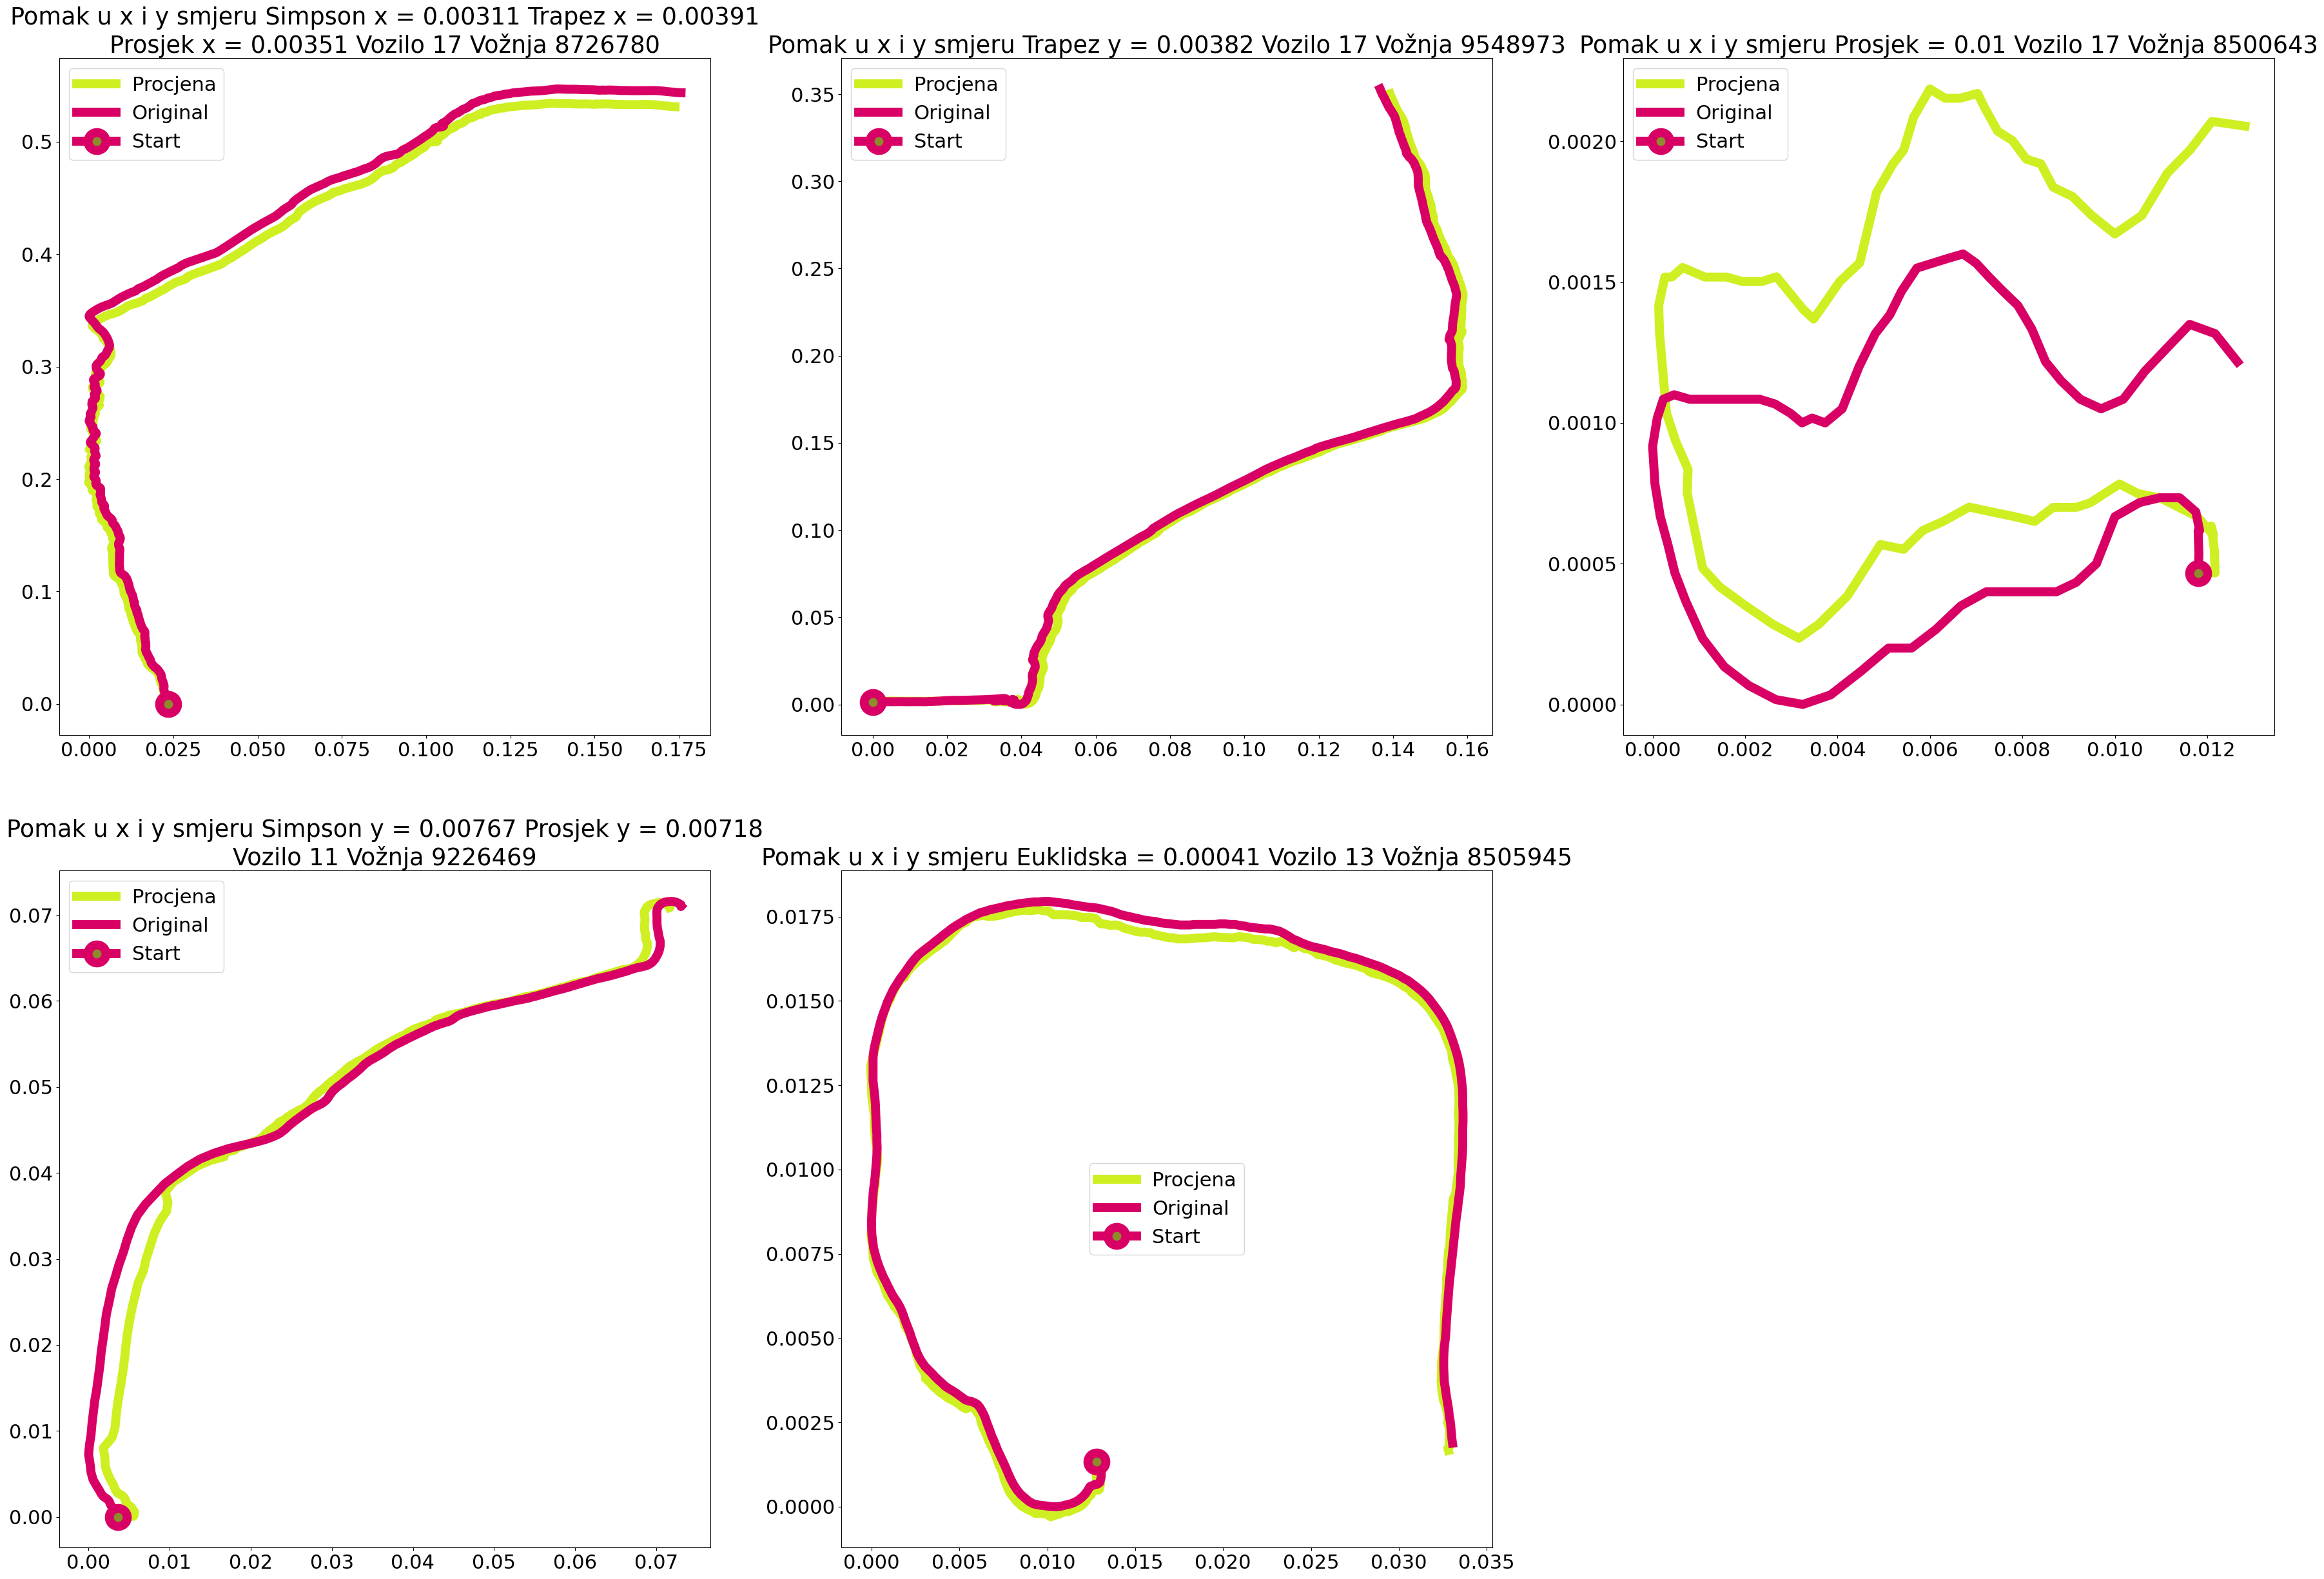 Pomak u x i y smjeru Simpson x = 0.00311 Trapez x = 0.00391
Prosjek x = 0.00351 Vozilo 17 Vožnja 8726780
Procjena
Original
Start
0.5
0.4
0.3
0.2
0.1
0.0
0.000 0.025 0.050 0.075 0.100 0.125 0.150 0.175
Pomak u x i y smjeru Trapez y = 0.00382 Vozilo 17 Vožnja 9548973
Procjena
Original
Start
0.35
0.30
0.25
0.20
0.15
0.10
0.05
0.00
0.00 0.02 0.04 0.06 0.08 0.10 0.12 0.14 0.16
Pomak u x i y smjeru Prosjek = 0.01 Vozilo 17 Vožnja 8500643
Procjena
Original
Start
0.0020
0.0015
0.0010
0.0005
0.0000
0.000 0.002 0.004 0.006 0.008 0.010 0.012
Pomak u x i y smjeru Simpson y = 0.00767 Prosjek y = 0.00718
Vozilo 11 Vožnja 9226469
Procjena
Original
Start
0.07
0.06
0.05
0.04
0.03
0.02
0.01
0.00
0.00 0.01 0.02 0.03 0.04 0.05 0.06 0.07
Pomak u x i y smjeru Euklidska = 0.00041 Vozilo 13 Vožnja 8505945
0.0175
0.0150
0.0125
0.0100
0.0075
0.0050
0.0025
0.0000
Procjena
Original
Start
0.000 0.005 0.010 0.015 0.020 0.025 0.030 0.035